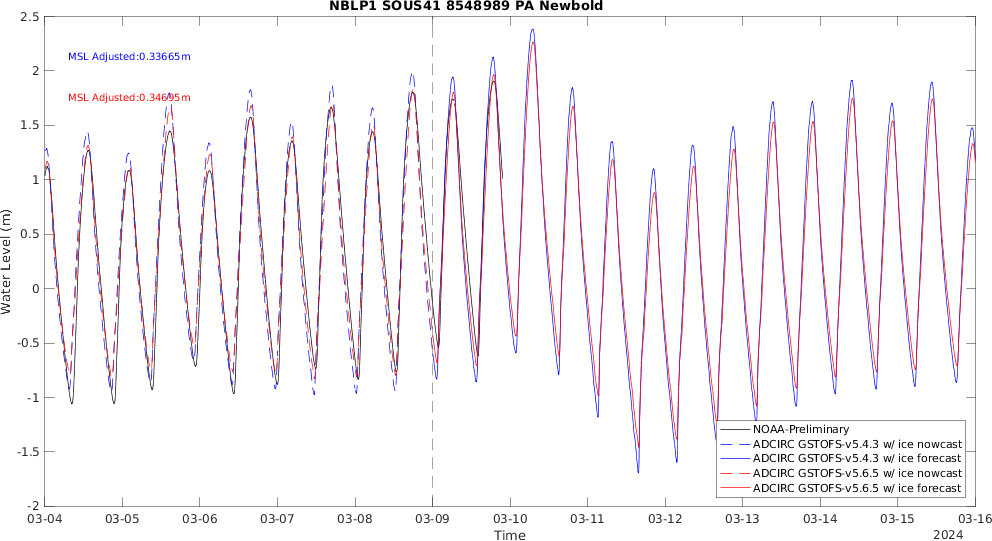 NBLP1 SOUS41 8548989 PA Newbold
MSL Adjusted:0.33665m
MSL Adjusted:0.34695m
Water Level (m)
2.5
2
1.5
1
0.5
0
-0.5
-1
-1.5
-2
NOAA-Preliminary
ADCIRC GSTOFS-v5.4.3 w/ ice nowcast
ADCIRC GSTOFS-v5.4.3 w/ ice forecast
ADCIRC GSTOFS-v5.6.5 w/ ice nowcast
ADCIRC GSTOFS-v5.6.5 w/ ice forecast
03-04 03-05 03-06 03-07 03-08 03-09 03-10 03-11 03-12 03-13 03-14 03-15 03-16
Time
2024